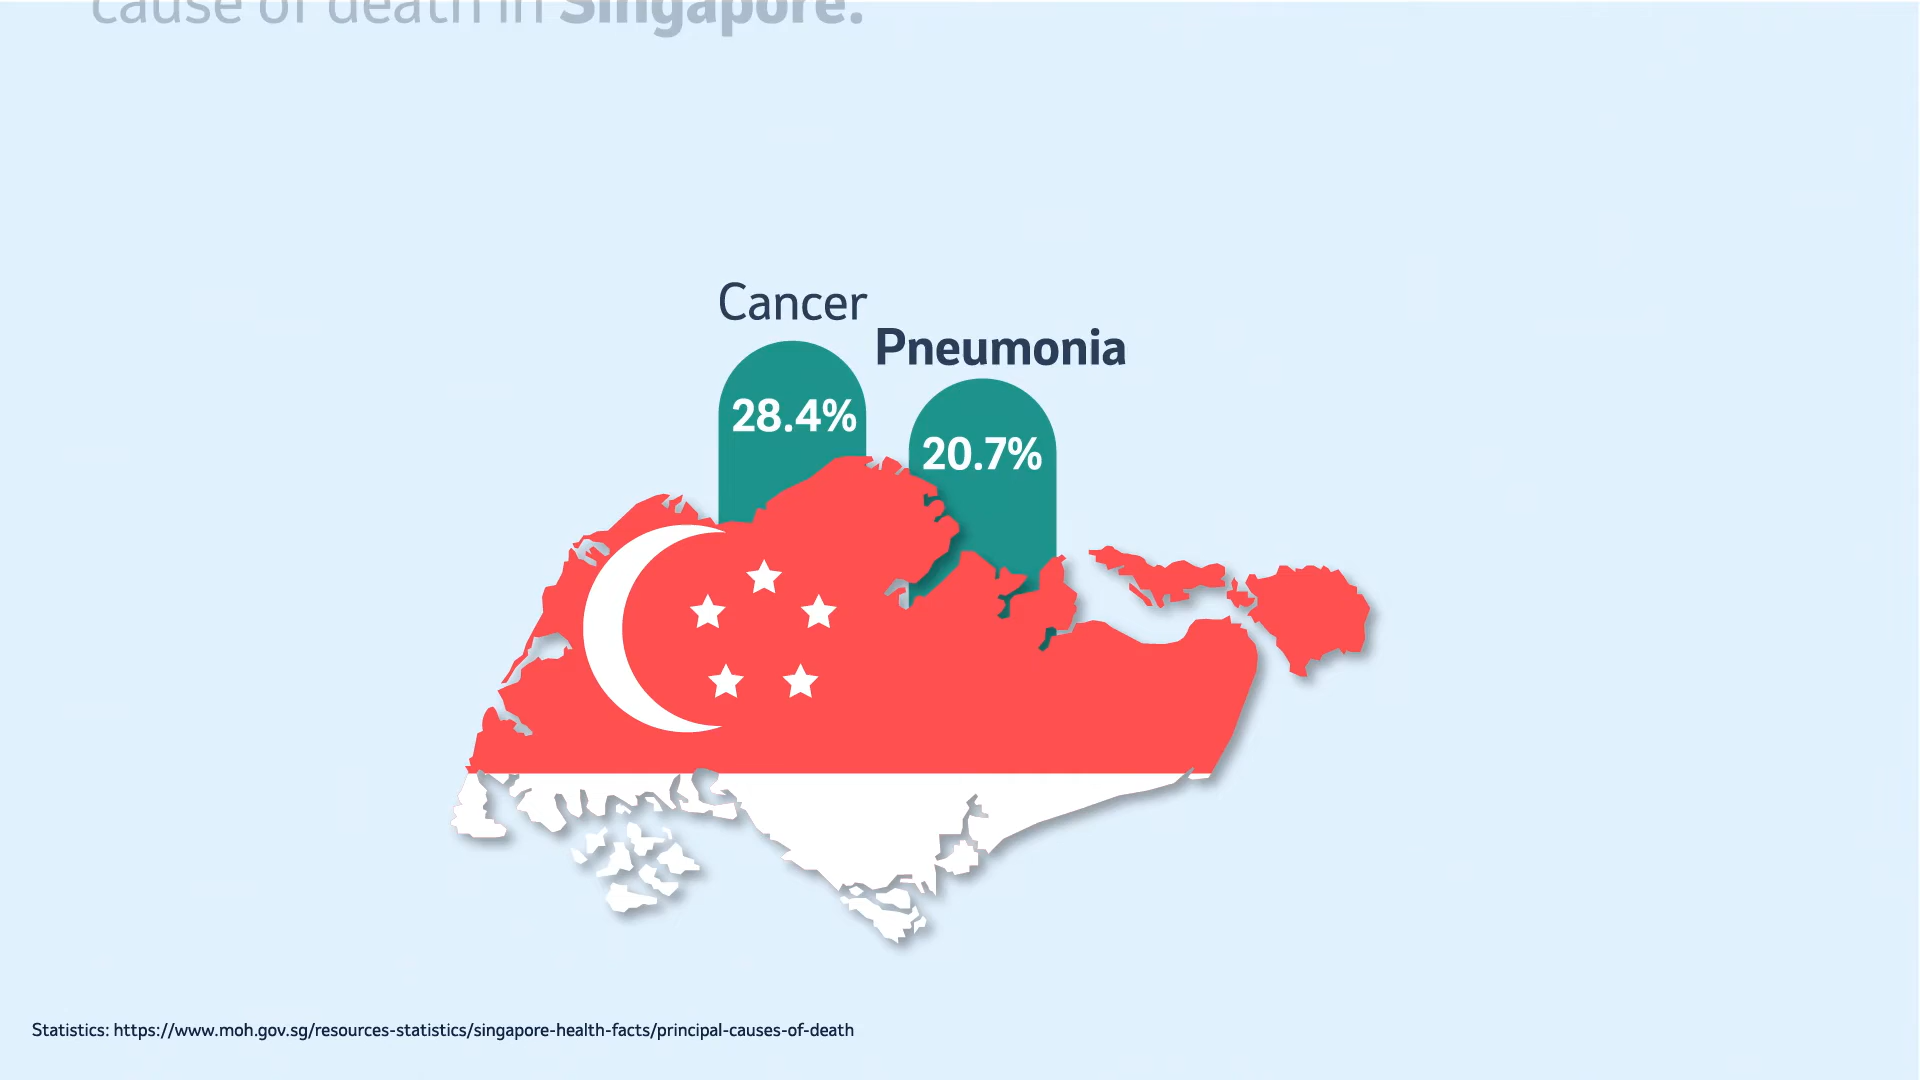 cause of death in Singapore.
Cancer
Pneumonia
28.4%
20.7%
Statistics: https://www.moh.gov.sg/resources-statistics/singapore-health-facts/principal-causes-of-death